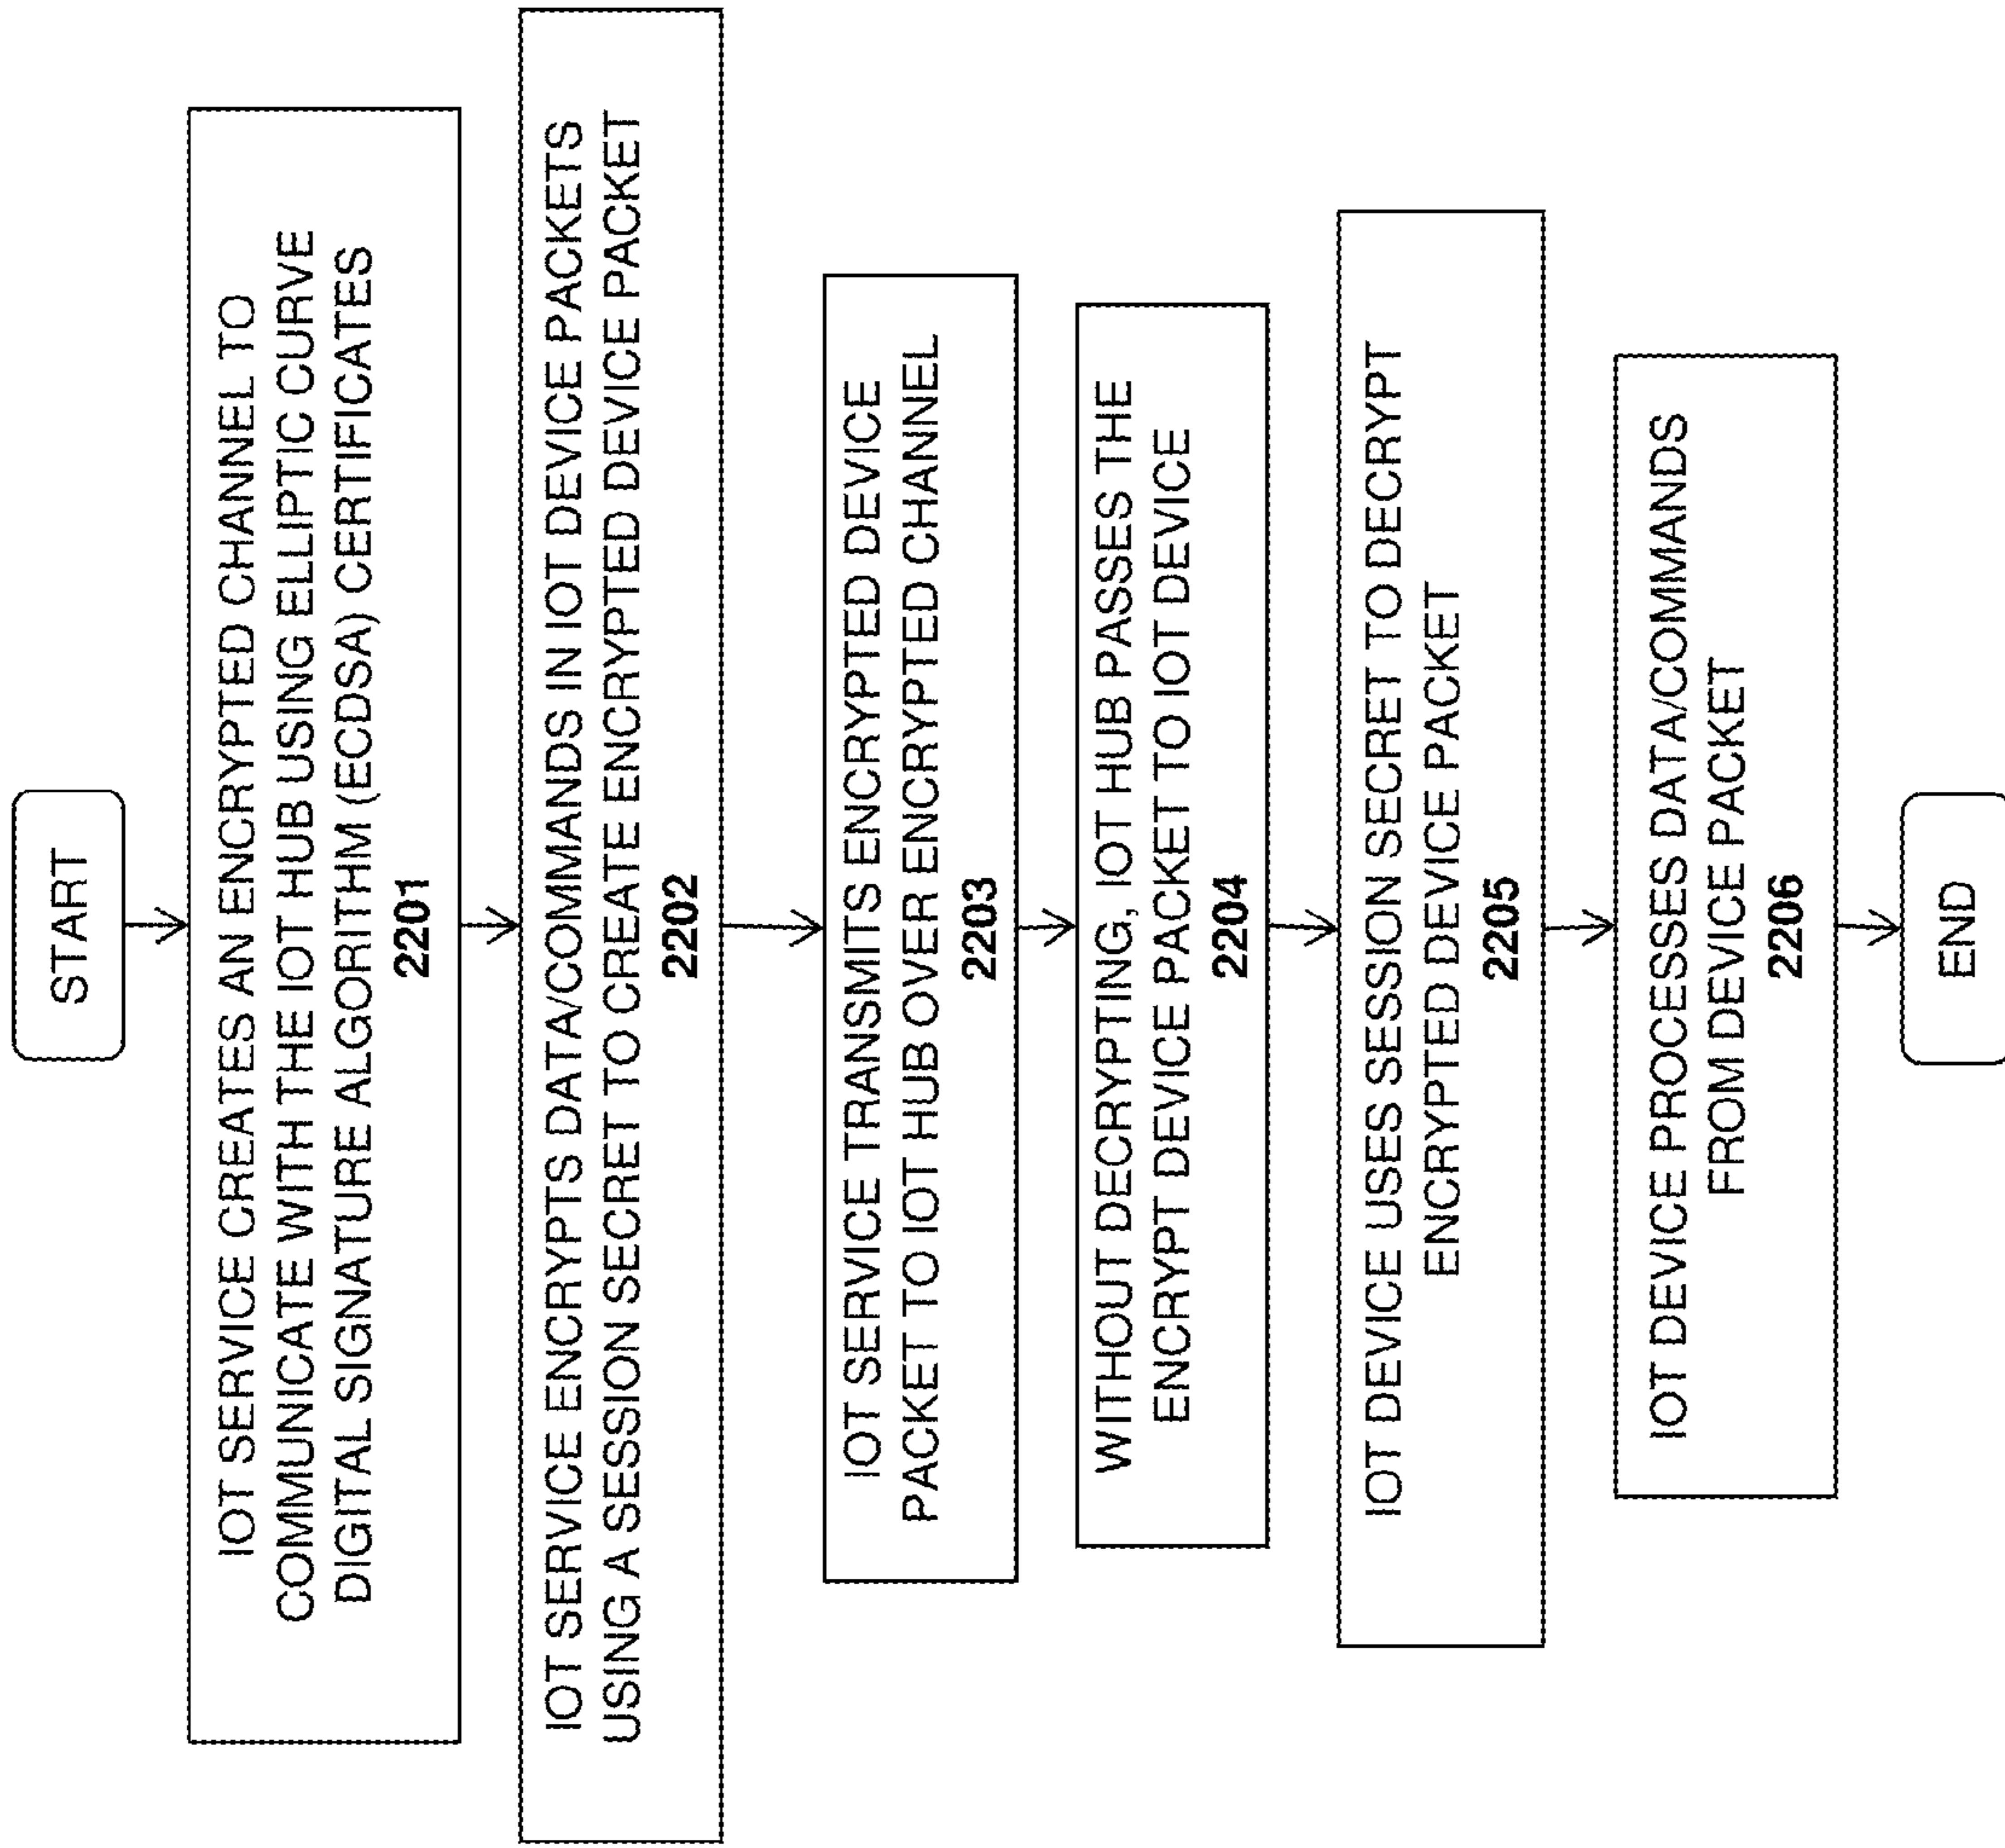 START
IOT SERVICE CREATES AN ENCRYPTED CHANNEL TO
COMMUNICATE WITH THE IOT HUB USING ELLIPTIC CURVE
DIGITAL SIGNATURE ALGORITHM (ECDSA) CERTIFICATES
2201
IOT SERVICE ENCRYPTS DATA/COMMANDS IN IOT DEVICE PACKETS
USING A SESSION SECRET TO CREATE ENCRYPTED DEVICE PACKET
2202
IOT SERVICE TRANSMITS ENCRYPTED DEVICE
PACKET TO IOT HUB OVER ENCRYPTED CHANNEL
2203
WITHOUT DECRYPTING, IOT HUB PASSES THE
ENCRYPT DEVICE PACKET TO IOT DEVICE
2204
IOT DEVICE USES SESSION SECRET TO DECRYPT
ENCRYPTED DEVICE PACKET
2205
IOT DEVICE PROCESSES DATA/COMMANDS
FROM DEVICE PACKET
2206
END